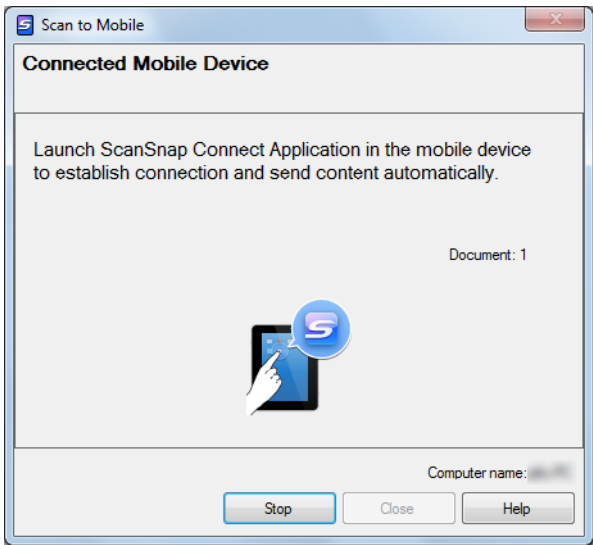 Scan to Mobile
Connected Mobile Device
Launch ScanSnap Connect Application in the mobile device
to establish connection and send content automatically.
Document: 1
Computer name:
Stop
Close
Help